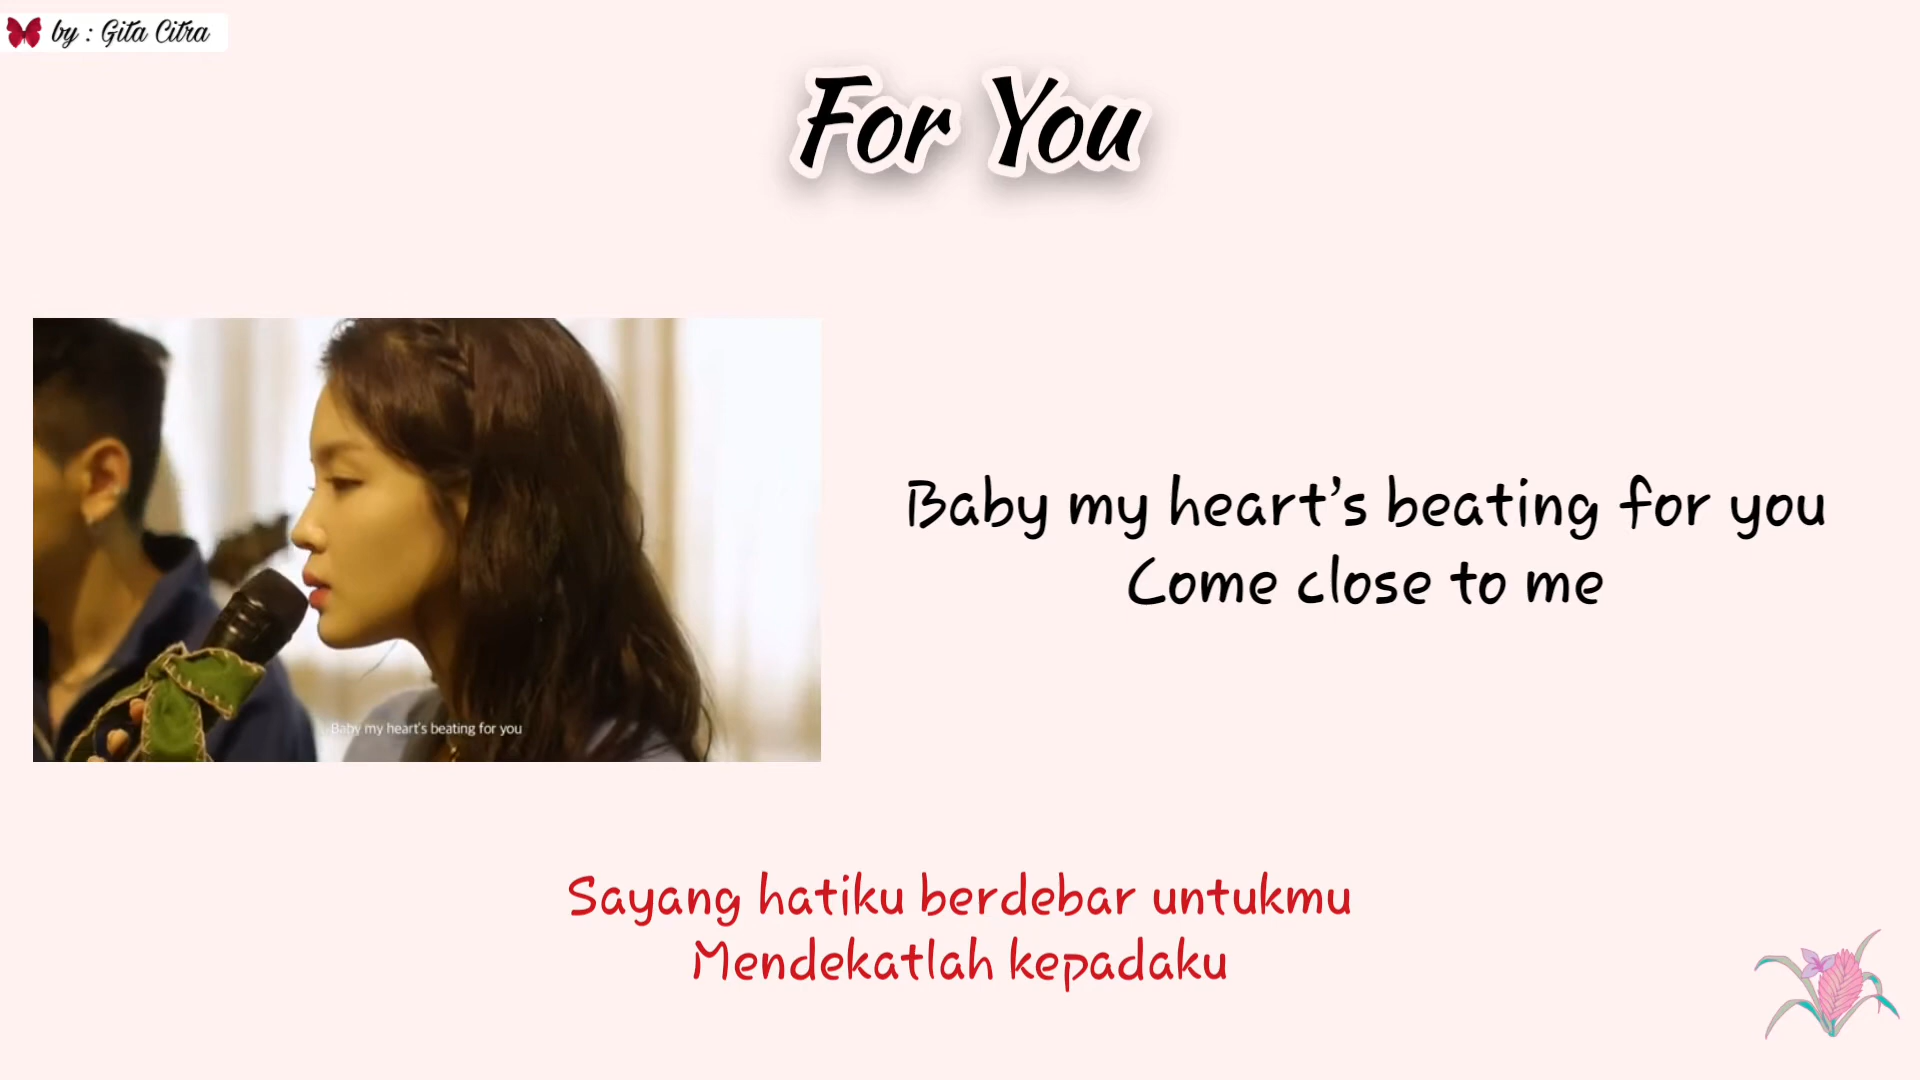 by : Gita Citra
For You
Baby my heart's beating for you
Baby my heart’s beating for you
Come close to me
Sayang hatiku berdebar untukmu
Mendekatlah kepadaku